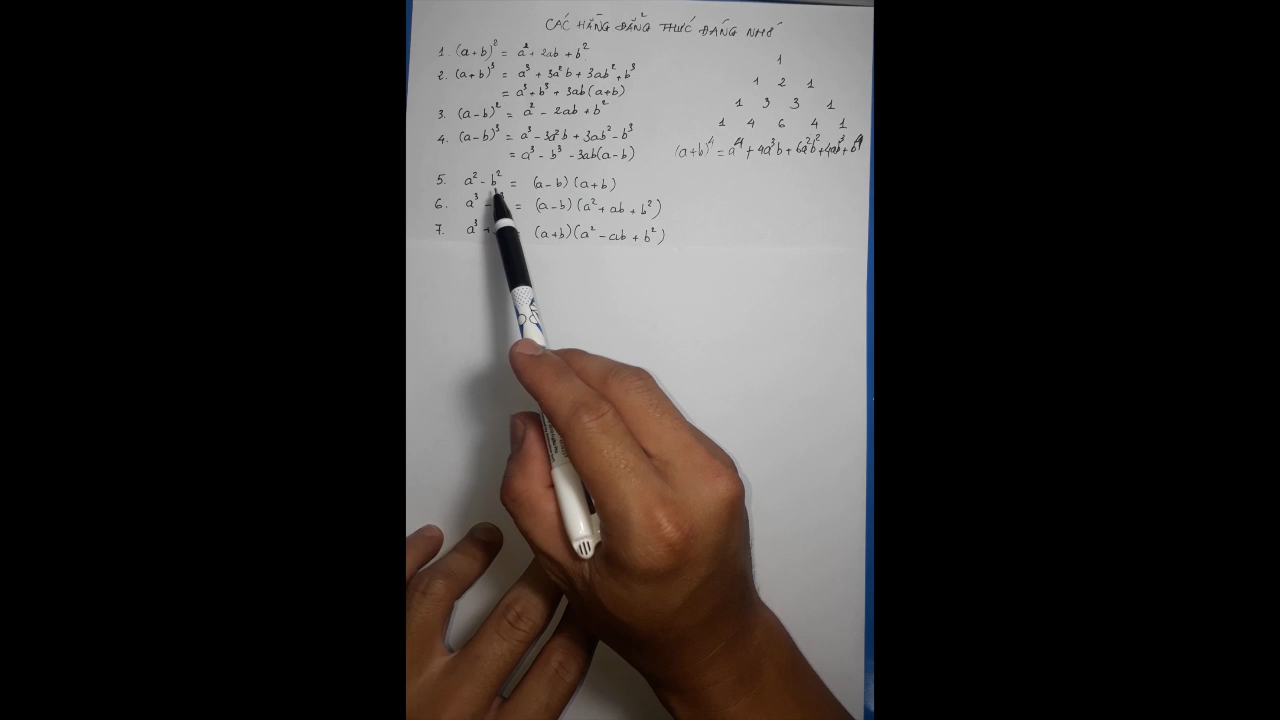 CÁC HẰNG ĐẲNG THỨC ĐÁNG NHỚ
1. (a+b)² = a² + 2ab + b²
2. (a+b)³ = a³ + 3a²b + 3ab² + b³
= a³ + b³ + 3ab(a+b)
3. (a-b)² = a² - 2ab + b²
4. (a-b)³ = a³ - 3a²b + 3ab² - b³
= a³ - b³ - 3ab(a-b)
5. a² - b² = (a-b)(a+b)
6. a³ - ³ = (a-b)(a² + ab + b²)
7. a³ + = (a+b)(a² - ab + b²)
1
1 2 1
1 3 3 1
1 4 6 4 1
(a+b)⁴ = a⁴ + 4a³b + 6a²b² + 4ab³ + b⁴